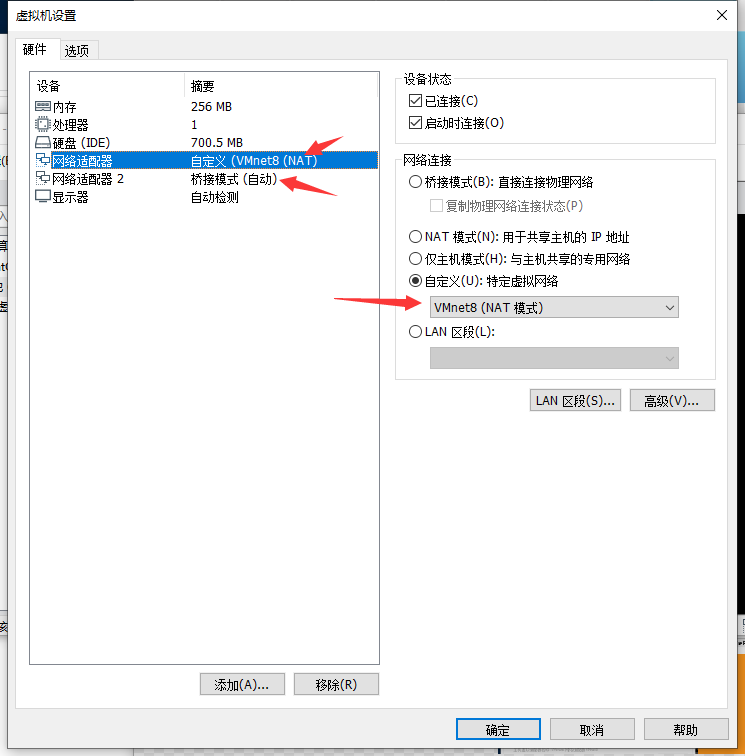 虚拟机设置
硬件 选项
设备 摘要
内存 256 MB
处理器 1
硬盘 (IDE) 700.5 MB
网络适配器 自定义 (VMnet8 (NAT)
网络适配器 2 桥接模式 (自动)
显示器 自动检测
添加(A)... 移除(R)
设备状态
已连接(C)
启动时连接(O)
网络连接
桥接模式(B): 直接连接物理网络
复制物理网络连接状态(P)
NAT 模式(N): 用于共享主机的 IP 地址
仅主机模式(H): 与主机共享的专用网络
自定义(U): 特定虚拟网络
VMnet8 (NAT 模式)
LAN 区段(L):
LAN 区段(S)... 高级(V)...
确定 取消 帮助